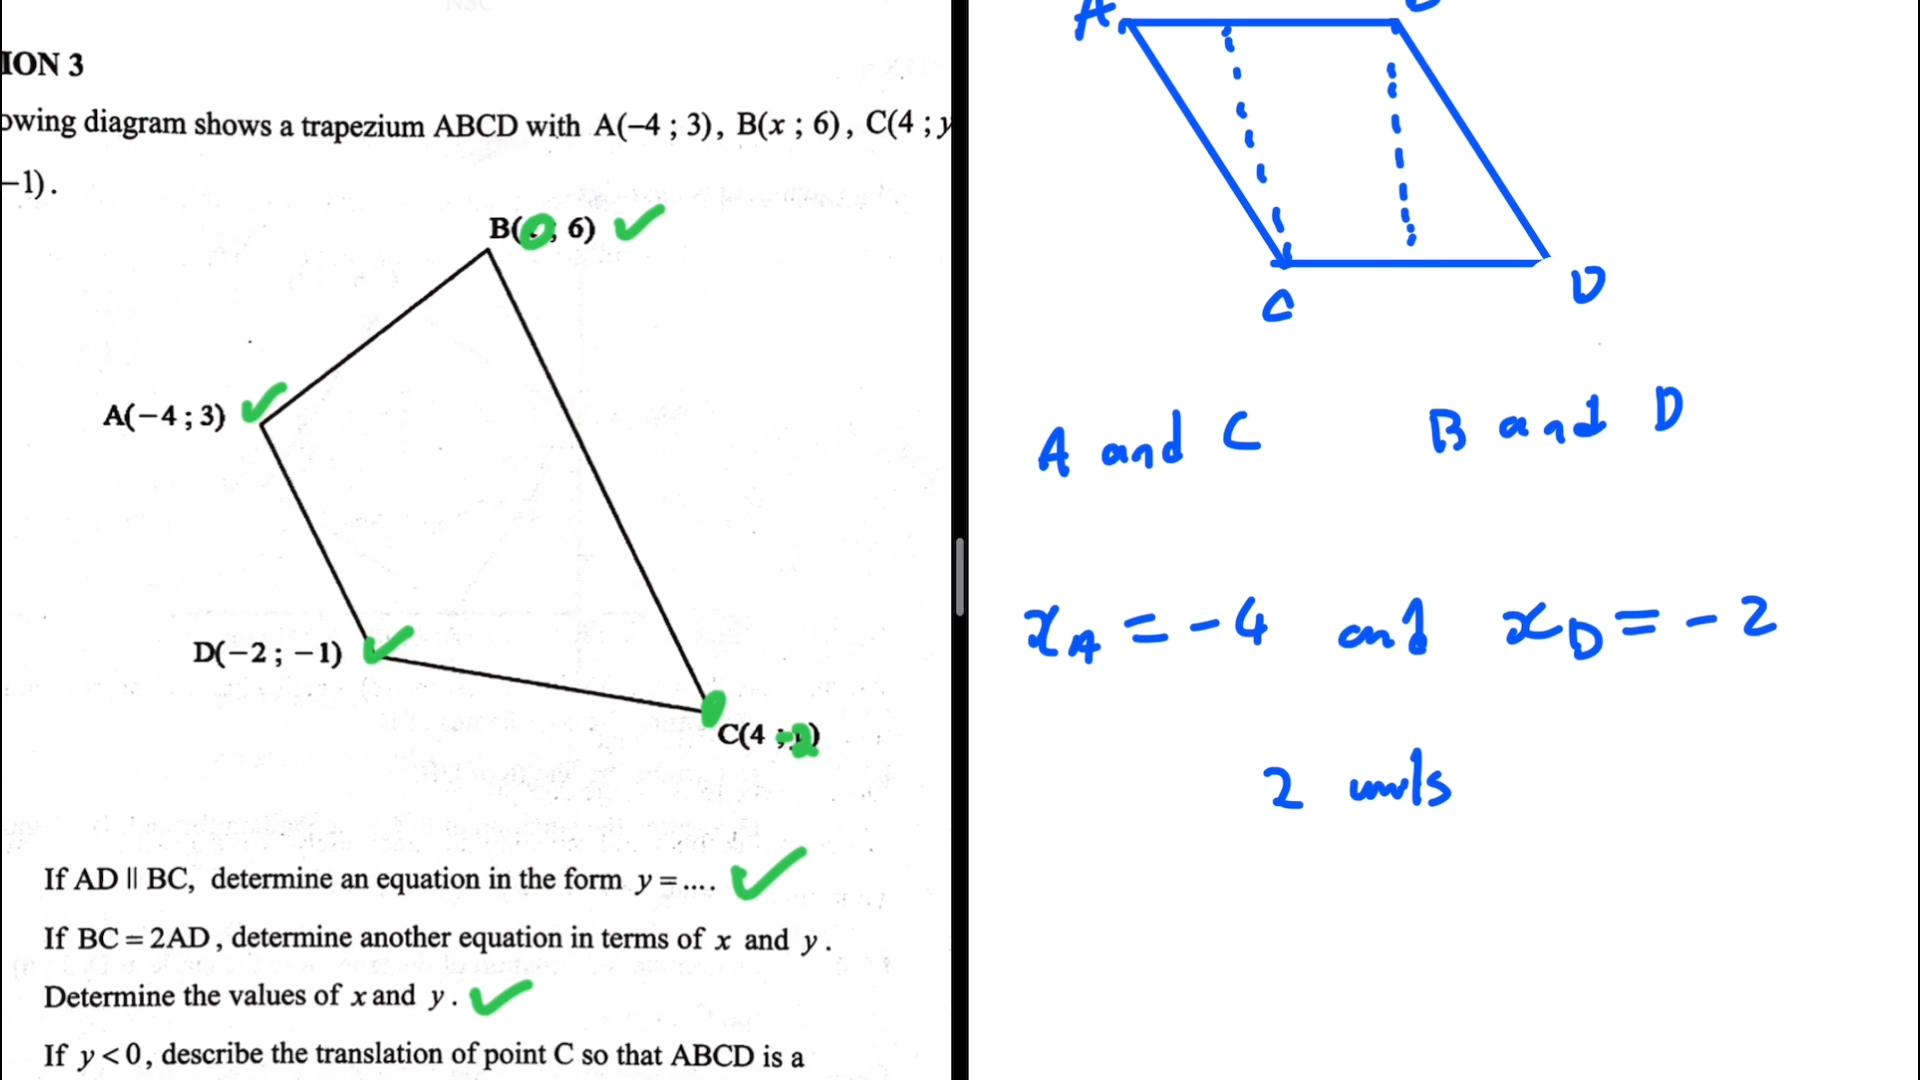 ION 3
owing diagram shows a trapezium ABCD with A(−4 ; 3), B(x ; 6), C(4 ; y
−1).
B( ; 6)
A(−4 ; 3)
D(−2 ; −1)
C(4 ; -2)
If AD || BC, determine an equation in the form y = ....
If BC = 2AD, determine another equation in terms of x and y.
Determine the values of x and y.
If y < 0, describe the translation of point C so that ABCD is a
A
C
D
A and C B and D
x_A = -4 and x_D = -2
2 units